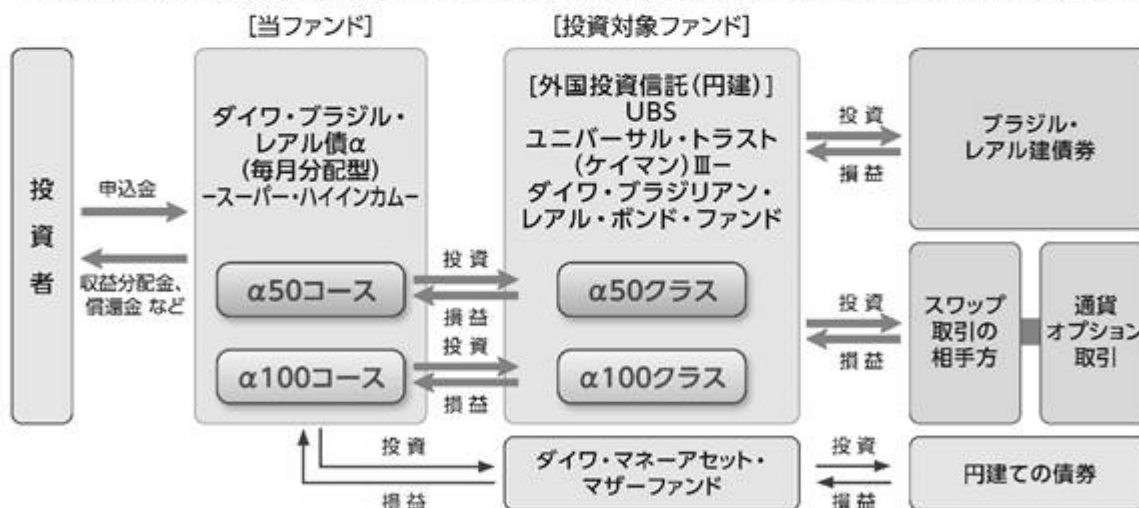 [当ファンド]
[投資対象ファンド]
投資者
申込金
収益分配金、
償還金 など
ダイワ・ブラジル・
レアル債α
(毎月分配型)
-スーパー・ハイインカム-
α50コース
α100コース
投資
損益
投資
損益
[外国投資信託(円建)]
UBS
ユニバーサル・トラスト
(ケイマン)Ⅲ-
ダイワ・ブラジリアン・
レアル・ボンド・ファンド
α50クラス
α100クラス
投資
損益
ブラジル・
レアル建債券
投資
損益
スワップ
取引の
相手方
通貨
オプション
取引
投資
損益
ダイワ・マネーアセット・
マザーファンド
投資
損益
円建ての債券